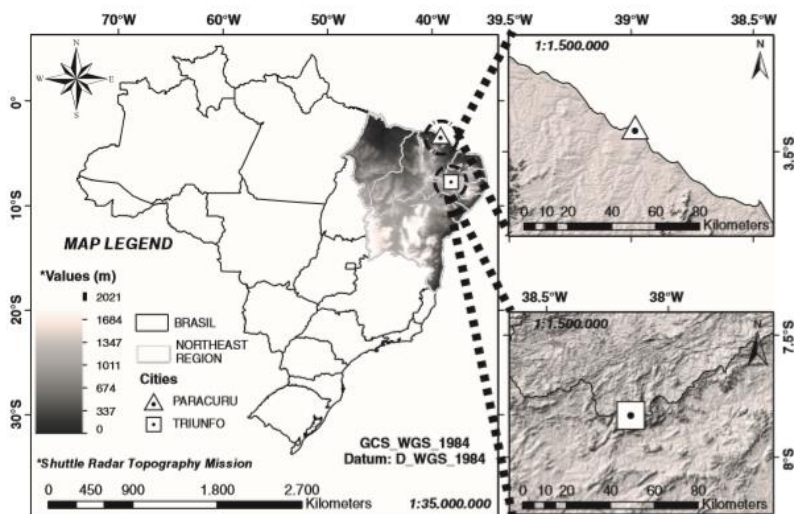 70°W 60°W 50°W 40°W
N
W E
S
0°
10°S
20°S
30°S
MAP LEGEND
*Values (m)
2021
1684
1347
1011
674
337
0
BRASIL
NORTHEAST
REGION
Cities
PARACURU
TRIUNFO
*Shuttle Radar Topography Mission
GCS_WGS_1984
Datum: D_WGS_1984
0 450 900 1.800 2.700
Kilometers
1:35.000.000
39.5°W 39°W 38.5°W
1:1.500.000
N
3.5°S
0 10 20 40 60 80
Kilometers
38.5°W 38°W
1:1.500.000
N
7.5°S
8°S
0 10 20 40 60 80
Kilometers